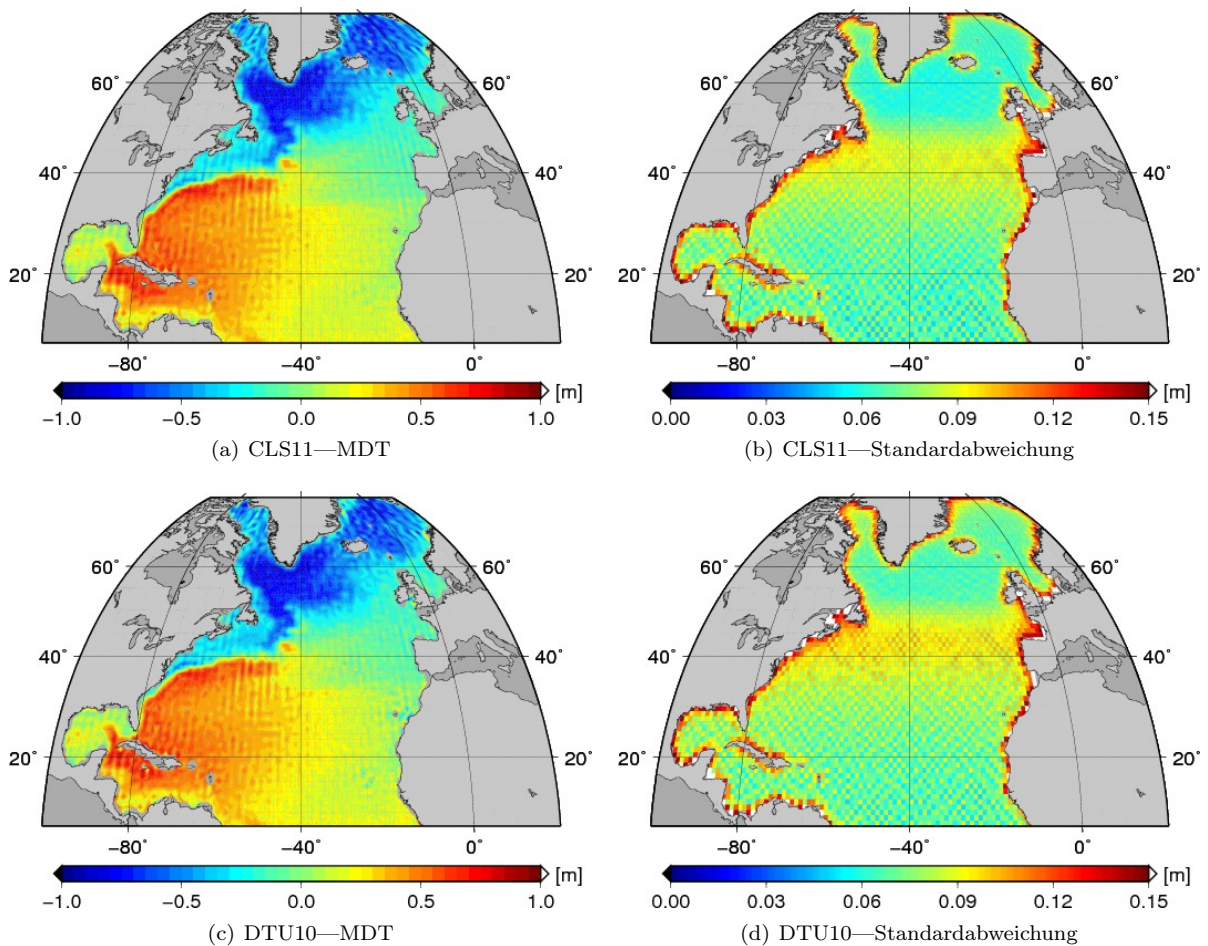 60° 60°
40° 40°
20° 20°
−80° −40° 0°
[m]
−1.0 −0.5 0.0 0.5 1.0
(a) CLS11—MDT
60° 60°
40° 40°
20° 20°
−80° −40° 0°
[m]
0.00 0.03 0.06 0.09 0.12 0.15
(b) CLS11—Standardabweichung
60° 60°
40° 40°
20° 20°
−80° −40° 0°
[m]
−1.0 −0.5 0.0 0.5 1.0
(c) DTU10—MDT
60° 60°
40° 40°
20° 20°
−80° −40° 0°
[m]
0.00 0.03 0.06 0.09 0.12 0.15
(d) DTU10—Standardabweichung